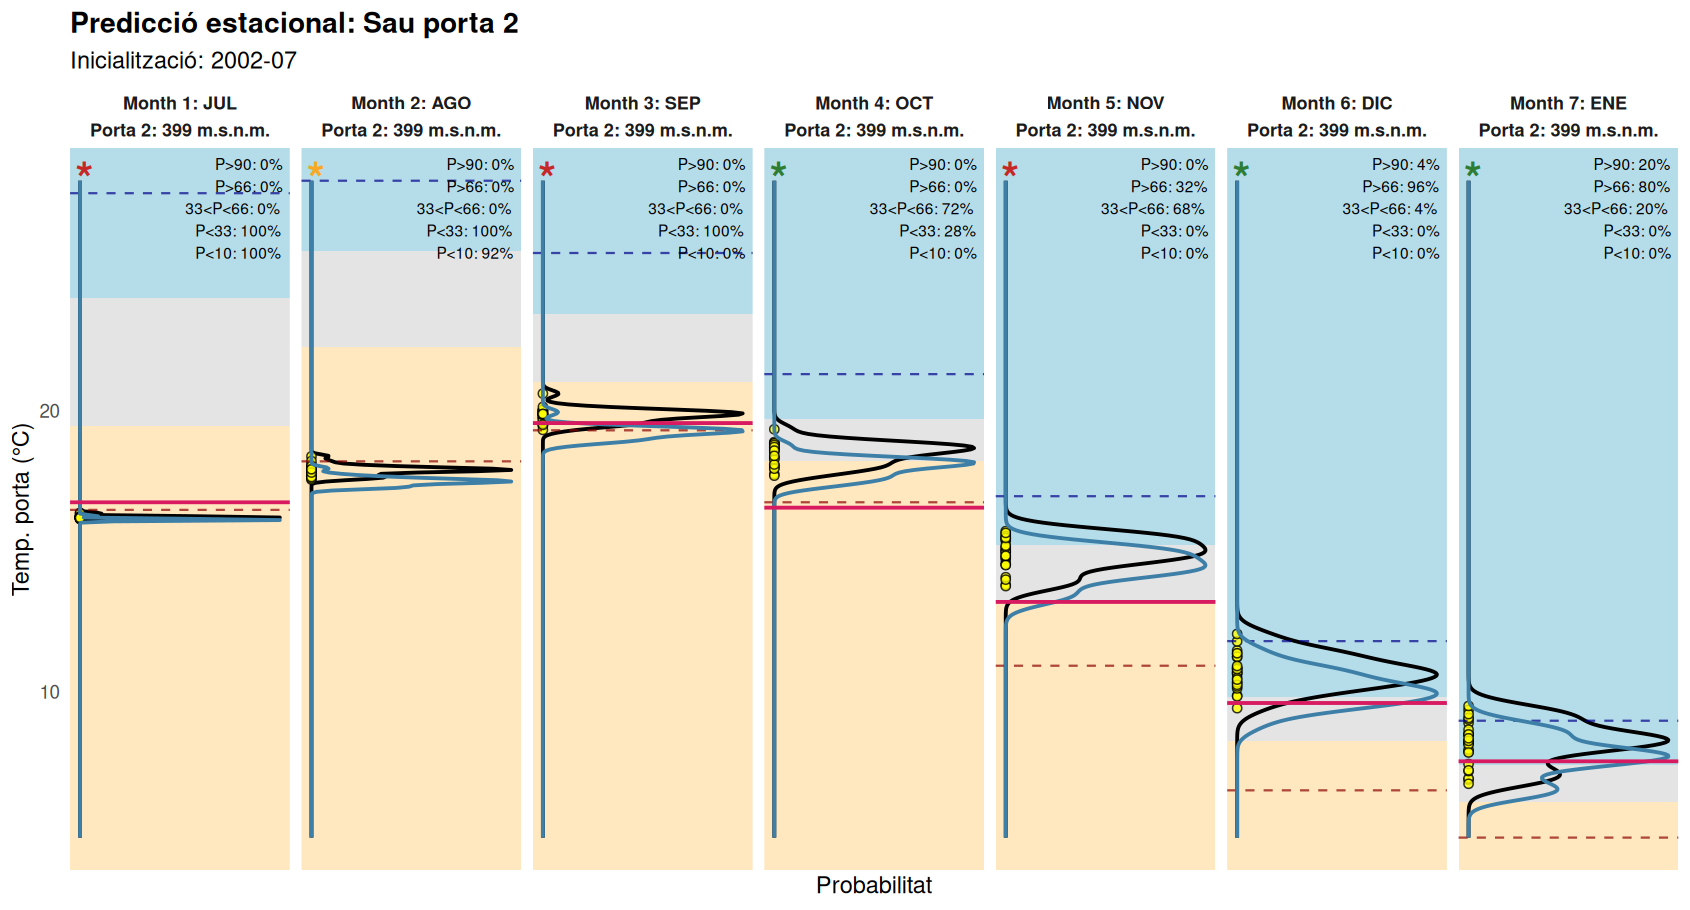 Predicció estacional: Sau porta 2
Inicialització: 2002-07
Month 1: JUL
Porta 2: 399 m.s.n.m.
Month 2: AGO
Porta 2: 399 m.s.n.m.
Month 3: SEP
Porta 2: 399 m.s.n.m.
Month 4: OCT
Porta 2: 399 m.s.n.m.
Month 5: NOV
Porta 2: 399 m.s.n.m.
Month 6: DIC
Porta 2: 399 m.s.n.m.
Month 7: ENE
Porta 2: 399 m.s.n.m.
*
P>90: 0%
P>66: 0%
33<P<66: 0%
P<33: 100%
P<10: 100%
*
P>90: 0%
P>66: 0%
33<P<66: 0%
P<33: 100%
P<10: 92%
*
P>90: 0%
P>66: 0%
33<P<66: 0%
P<33: 100%
P<10: 0%
*
P>90: 0%
P>66: 0%
33<P<66: 72%
P<33: 28%
P<10: 0%
*
P>90: 0%
P>66: 32%
33<P<66: 68%
P<33: 0%
P<10: 0%
*
P>90: 4%
P>66: 96%
33<P<66: 4%
P<33: 0%
P<10: 0%
*
P>90: 20%
P>66: 80%
33<P<66: 20%
P<33: 0%
P<10: 0%
20
10
Temp. porta (°C)
Probabilitat